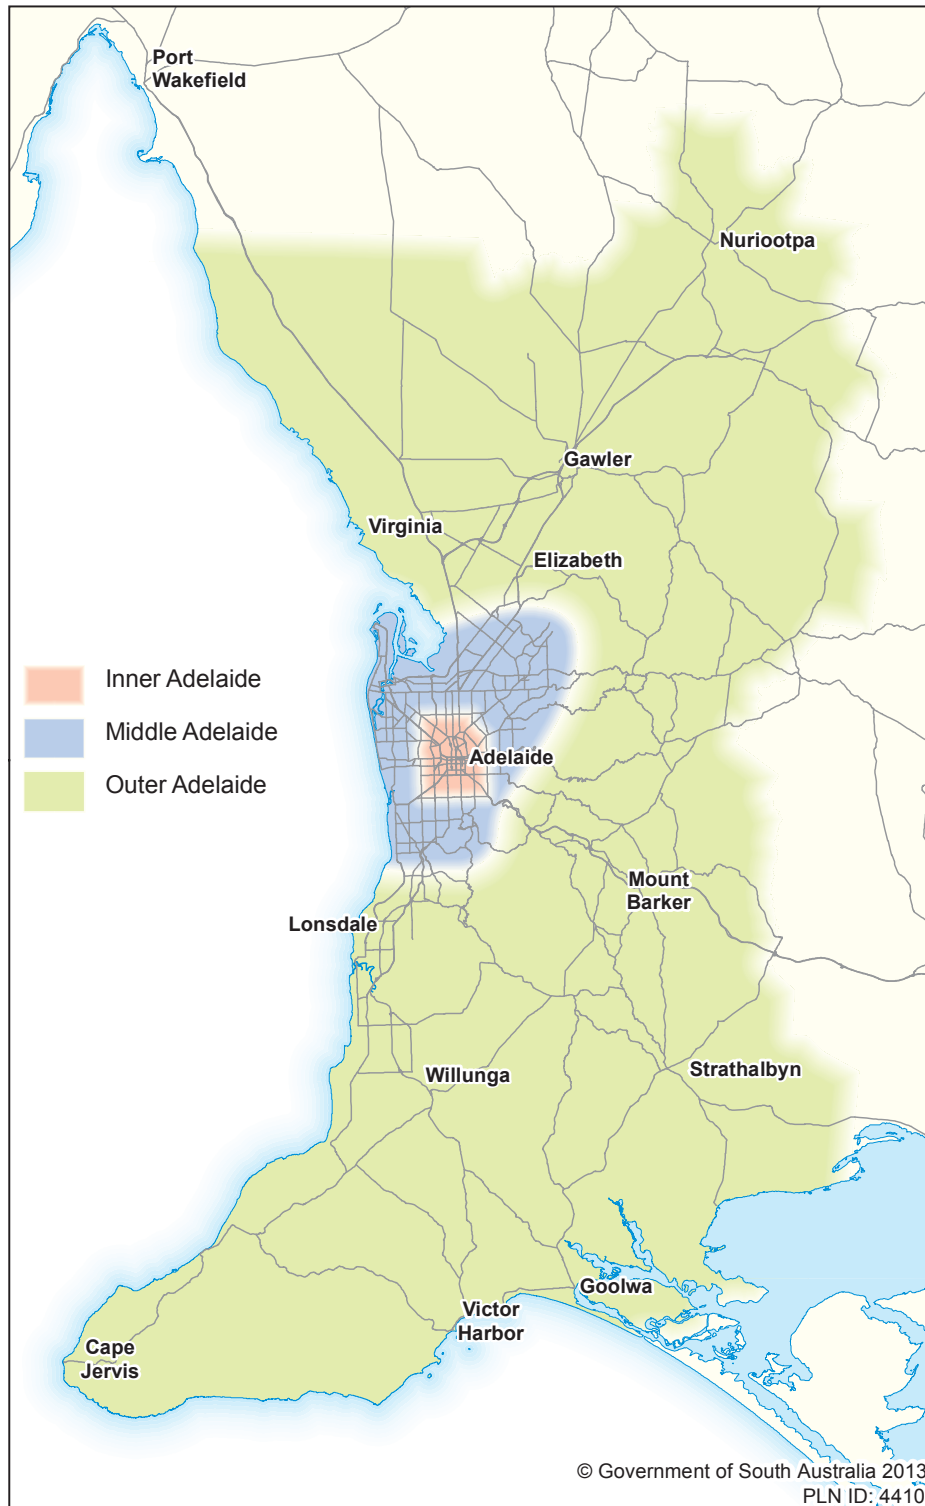 Port
Wakefield
Nuriootpa
Gawler
Virginia
Elizabeth
Inner Adelaide
Middle Adelaide
Adelaide
Outer Adelaide
Mount
Barker
Lonsdale
Willunga
Strathalbyn
Goolwa
Victor
Harbor
Cape
Jervis
© Government of South Australia 2013
PLN ID: 4410